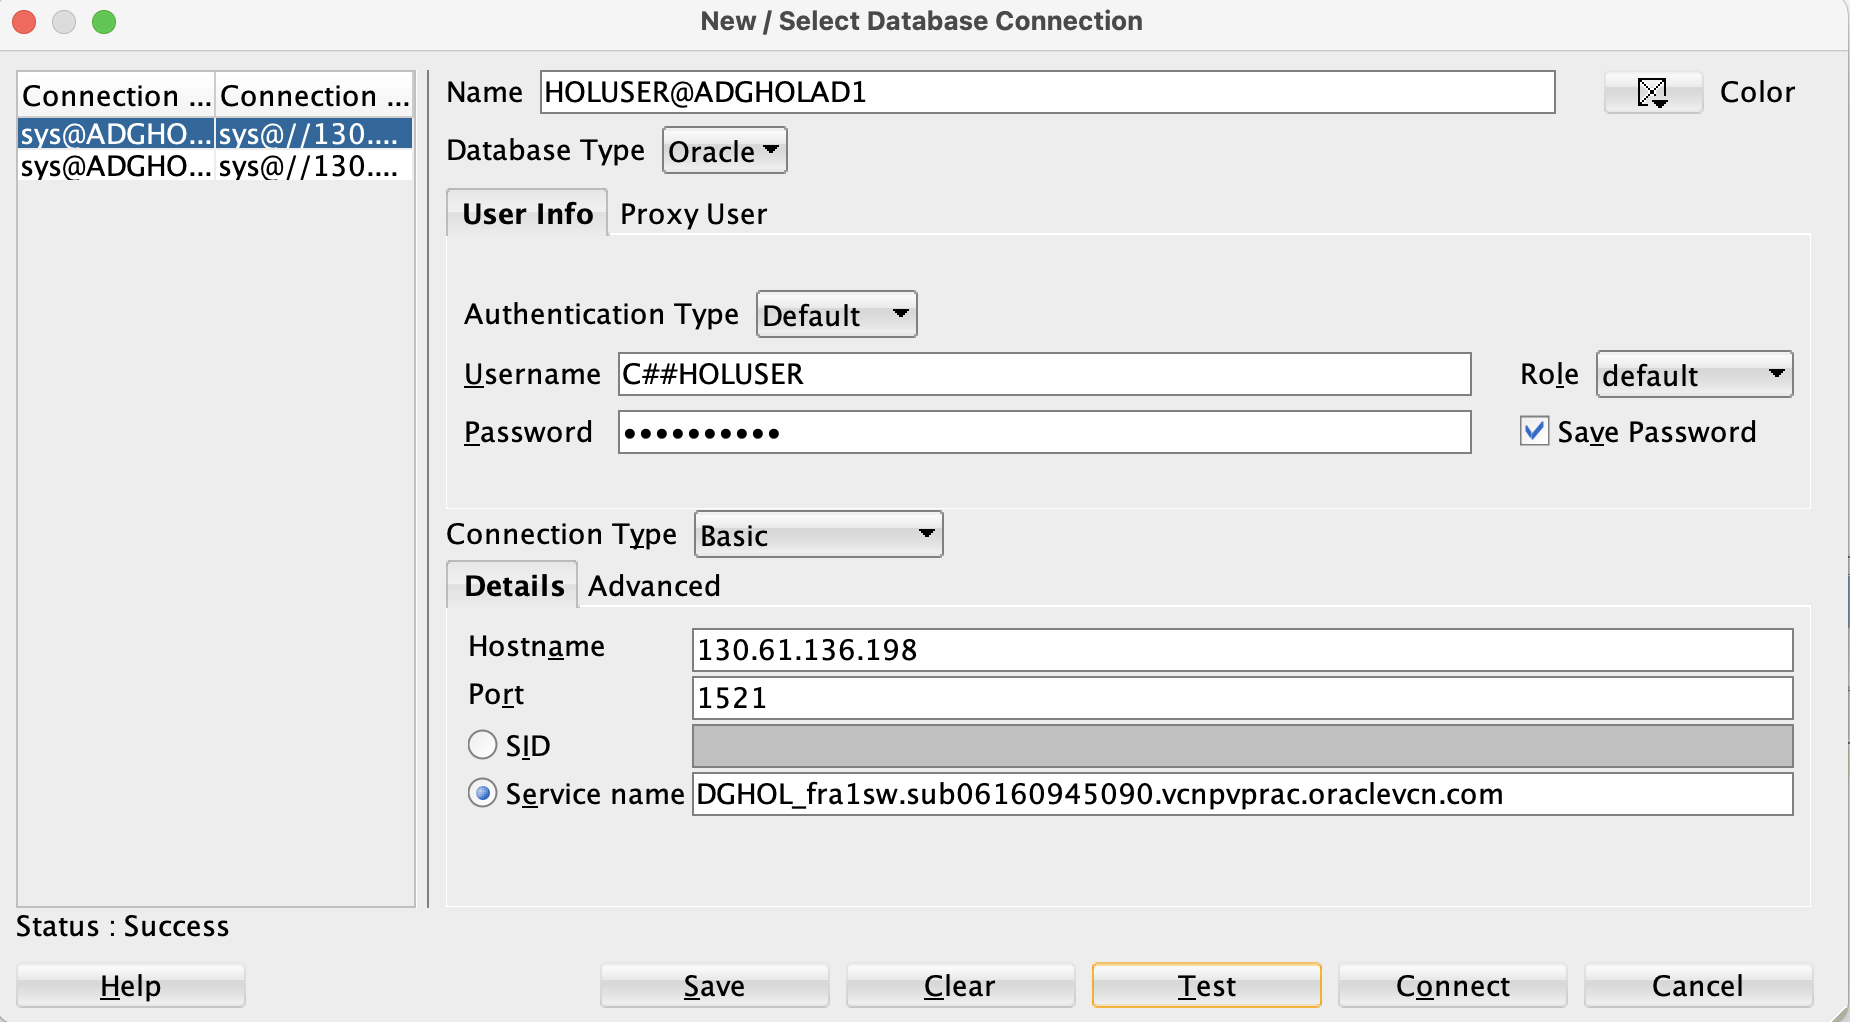 New / Select Database Connection
Connection ... Connection ...
sys@ADGHO... sys@//130....
sys@ADGHO... sys@//130....
Name HOLUSER@ADGHOLAD1 Color
Database Type Oracle
User Info Proxy User
Authentication Type Default
Username C##HOLUSER Role default
Password •••••••••• Save Password
Connection Type Basic
Details Advanced
Hostname 130.61.136.198
Port 1521
SID
Service name DGHOL_fra1sw.sub06160945090.vcnpvprac.oraclevcn.com
Status : Success
Help Save Clear Test Connect Cancel